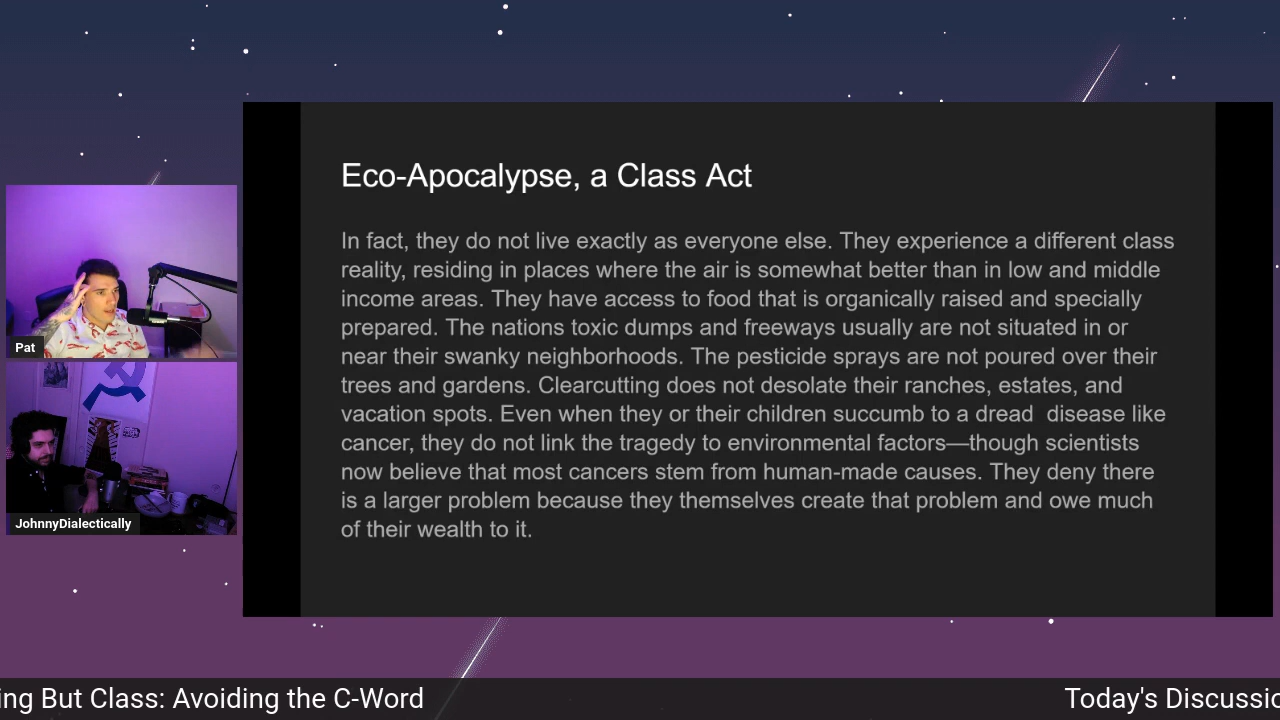 Eco-Apocalypse, a Class Act
In fact, they do not live exactly as everyone else. They experience a different class
reality, residing in places where the air is somewhat better than in low and middle
income areas. They have access to food that is organically raised and specially
prepared. The nations toxic dumps and freeways usually are not situated in or
near their swanky neighborhoods. The pesticide sprays are not poured over their
trees and gardens. Clearcutting does not desolate their ranches, estates, and
vacation spots. Even when they or their children succumb to a dread  disease like
cancer, they do not link the tragedy to environmental factors—though scientists
now believe that most cancers stem from human-made causes. They deny there
is a larger problem because they themselves create that problem and owe much
of their wealth to it.
Pat
JohnnyDialectically
ing But Class: Avoiding the C-Word
Today's Discussio